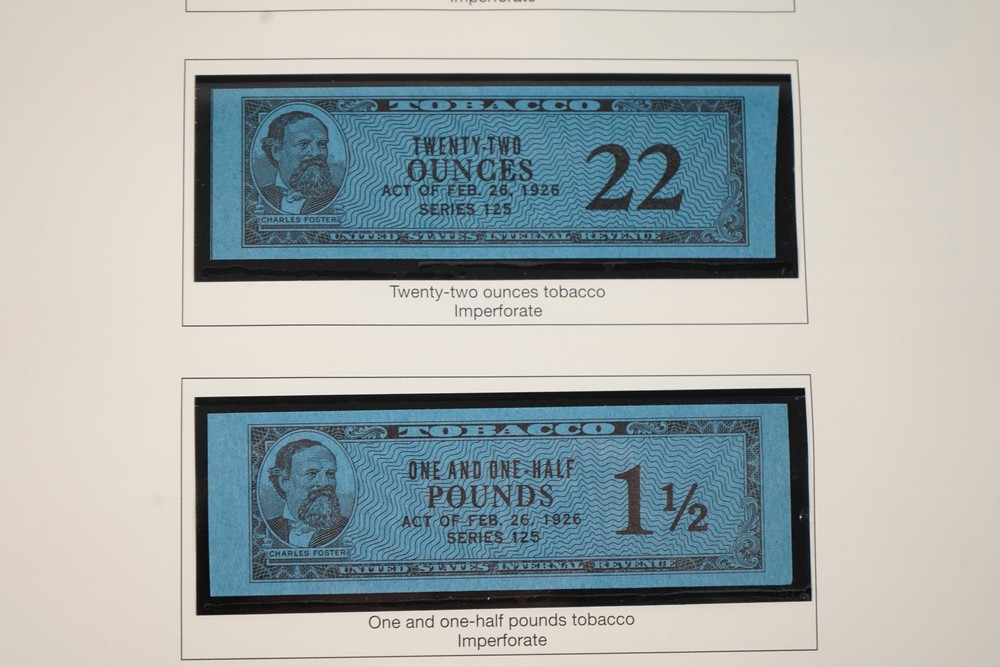 Imperforate
TOBACCO
TWENTY-TWO
OUNCES
ACT OF FEB. 26, 1926
SERIES 125
22
CHARLES FOSTER
UNITED STATES INTERNAL REVENUE
Twenty-two ounces tobacco
Imperforate
TOBACCO
ONE AND ONE-HALF
POUNDS
ACT OF FEB. 26, 1926
SERIES 125
1 ½
CHARLES FOSTER
UNITED STATES INTERNAL REVENUE
One and one-half pounds tobacco
Imperforate